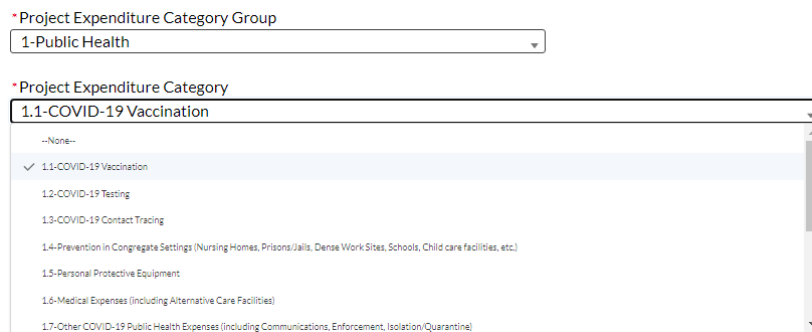 *Project Expenditure Category Group
1-Public Health
*Project Expenditure Category
1.1-COVID-19 Vaccination
--None--
1.1-COVID-19 Vaccination
1.2-COVID-19 Testing
1.3-COVID-19 Contact Tracing
1.4-Prevention in Congregate Settings (Nursing Homes, Prisons/Jails, Dense Work Sites, Schools, Child care facilities, etc.)
1.5-Personal Protective Equipment
1.6-Medical Expenses (including Alternative Care Facilities)
1.7-Other COVID-19 Public Health Expenses (including Communications, Enforcement, Isolation/Quarantine)